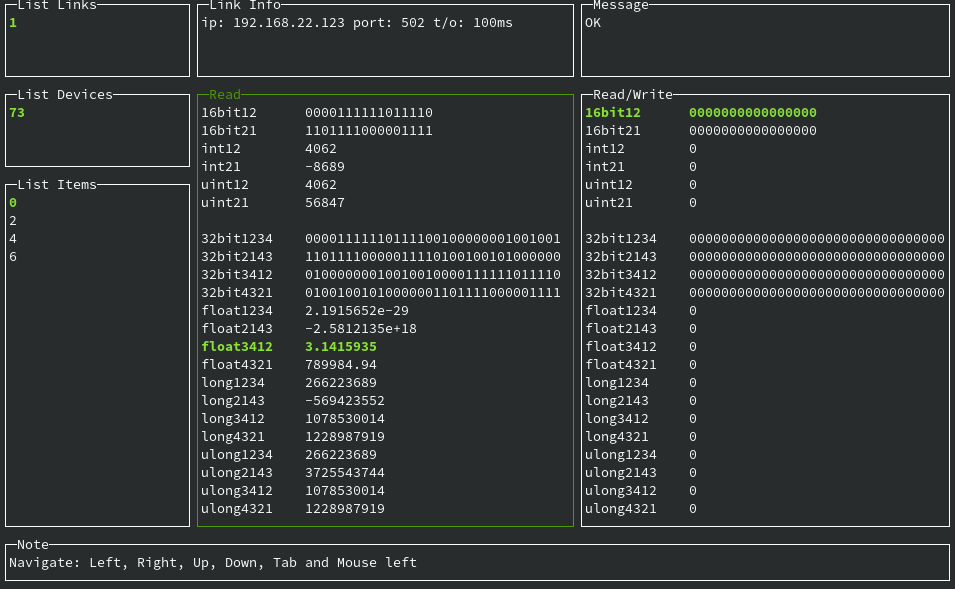 List Links
1
Link Info
ip: 192.168.22.123 port: 502 t/o: 100ms
Message
OK
List Devices
73
List Items
0
2
4
6
Read
16bit12 0000111111011110
16bit21 1101111000001111
int12 4062
int21 -8689
uint12 4062
uint21 56847
32bit1234 00001111110111100100000001001001
32bit2143 11011110000011110100100101000000
32bit3412 01000000010010010000111111011110
32bit4321 01001001010000001101111000001111
float1234 2.1915652e-29
float2143 -2.5812135e+18
float3412 3.1415935
float4321 789984.94
long1234 266223689
long2143 -569423552
long3412 1078530014
long4321 1228987919
ulong1234 266223689
ulong2143 3725543744
ulong3412 1078530014
ulong4321 1228987919
Read/Write
16bit12 0000000000000000
16bit21 0000000000000000
int12 0
int21 0
uint12 0
uint21 0
32bit1234 00000000000000000000000000000000
32bit2143 00000000000000000000000000000000
32bit3412 00000000000000000000000000000000
32bit4321 00000000000000000000000000000000
float1234 0
float2143 0
float3412 0
float4321 0
long1234 0
long2143 0
long3412 0
long4321 0
ulong1234 0
ulong2143 0
ulong3412 0
ulong4321 0
Note
Navigate: Left, Right, Up, Down, Tab and Mouse left